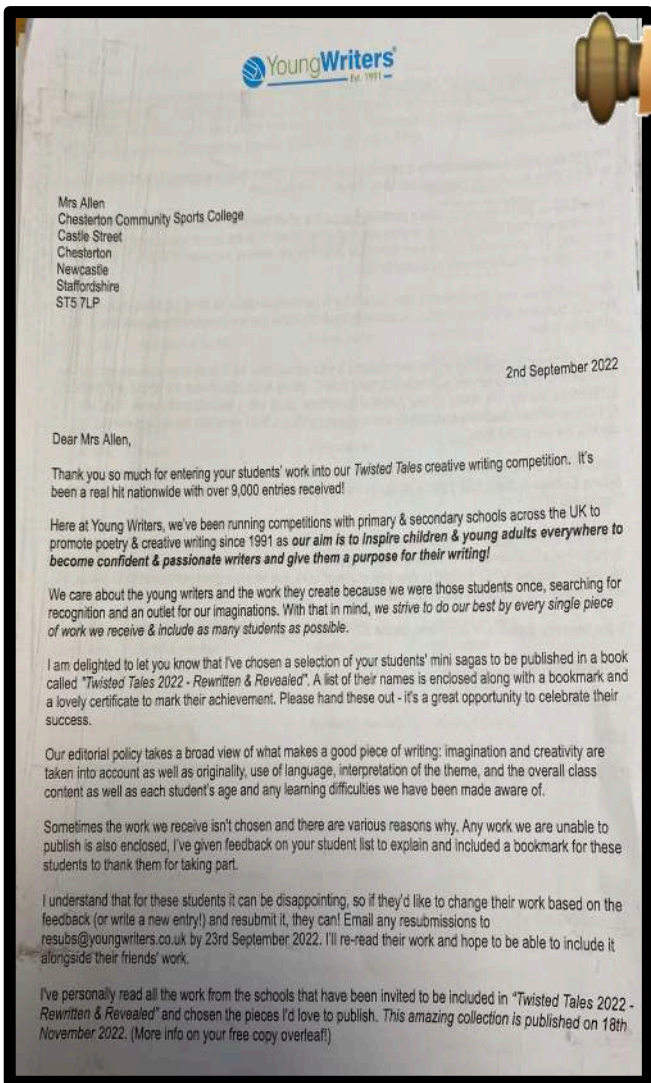 YoungWriters®
Est. 1991
Mrs Allen
Chesterton Community Sports College
Castle Street
Chesterton
Newcastle
Staffordshire
ST5 7LP
2nd September 2022
Dear Mrs Allen,
Thank you so much for entering your students' work into our Twisted Tales creative writing competition. It's
been a real hit nationwide with over 9,000 entries received!
Here at Young Writers, we've been running competitions with primary & secondary schools across the UK to
promote poetry & creative writing since 1991 as our aim is to inspire children & young adults everywhere to
become confident & passionate writers and give them a purpose for their writing!
We care about the young writers and the work they create because we were those students once, searching for
recognition and an outlet for our imaginations. With that in mind, we strive to do our best by every single piece
of work we receive & include as many students as possible.
I am delighted to let you know that I've chosen a selection of your students' mini sagas to be published in a book
called "Twisted Tales 2022 - Rewritten & Revealed". A list of their names is enclosed along with a bookmark and
a lovely certificate to mark their achievement. Please hand these out - it's a great opportunity to celebrate their
success.
Our editorial policy takes a broad view of what makes a good piece of writing: imagination and creativity are
taken into account as well as originality, use of language, interpretation of the theme, and the overall class
content as well as each student's age and any learning difficulties we have been made aware of.
Sometimes the work we receive isn't chosen and there are various reasons why. Any work we are unable to
publish is also enclosed, I've given feedback on your student list to explain and included a bookmark for these
students to thank them for taking part.
I understand that for these students it can be disappointing, so if they'd like to change their work based on the
feedback (or write a new entry!) and resubmit it, they can! Email any resubmissions to
resubs@youngwriters.co.uk by 23rd September 2022. I'll re-read their work and hope to be able to include it
alongside their friends' work.
I've personally read all the work from the schools that have been invited to be included in "Twisted Tales 2022 -
Rewritten & Revealed" and chosen the pieces I'd love to publish. This amazing collection is published on 18th
November 2022. (More info on your free copy overleaf!)